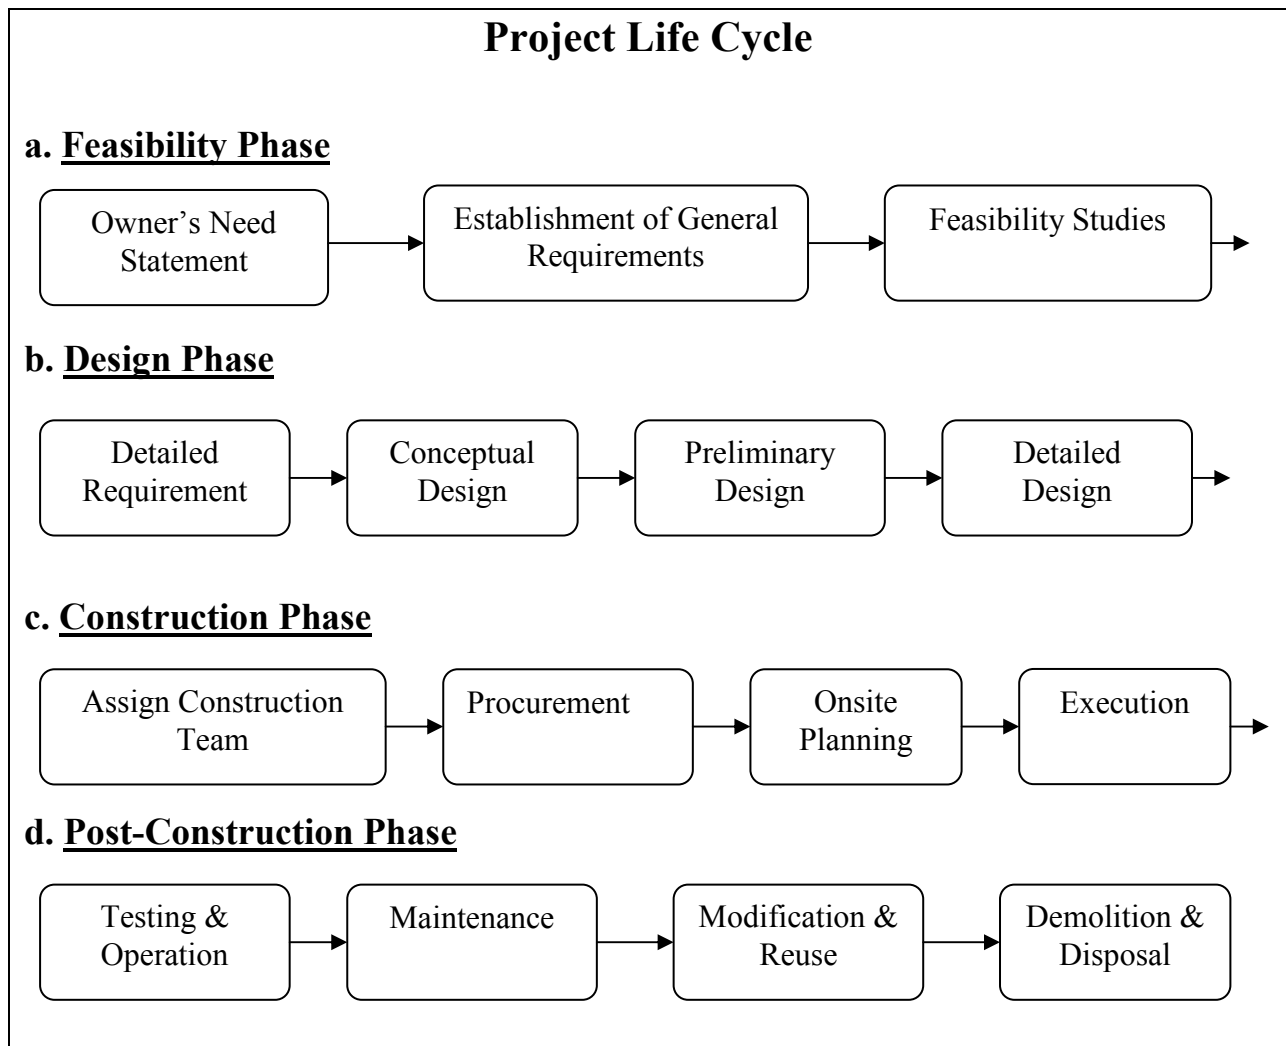 Project Life Cycle
a. Feasibility Phase
Owner’s Need
Statement
Establishment of General
Requirements
Feasibility Studies
b. Design Phase
Detailed
Requirement
Conceptual
Design
Preliminary
Design
Detailed
Design
c. Construction Phase
Assign Construction
Team
Procurement
Onsite
Planning
Execution
d. Post-Construction Phase
Testing &
Operation
Maintenance
Modification &
Reuse
Demolition &
Disposal